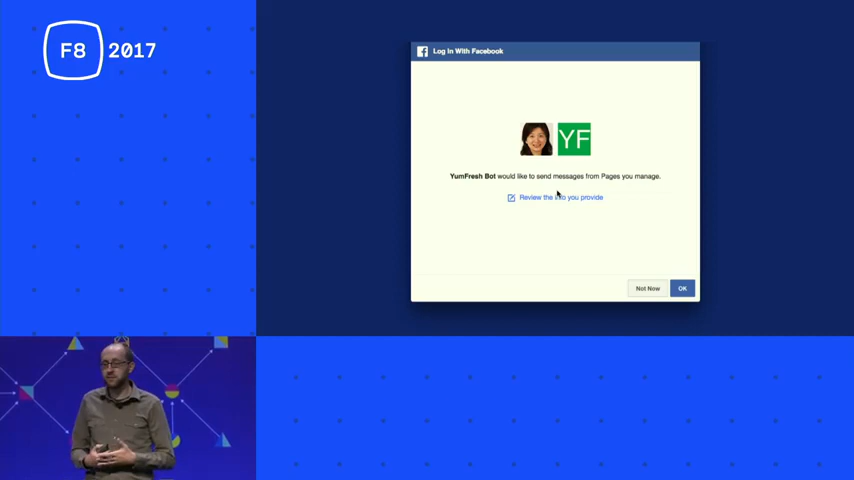 F8 2017
Log In With Facebook
YF
YumFresh Bot would like to send messages from Pages you manage.
Review the info you provide
Not Now
OK